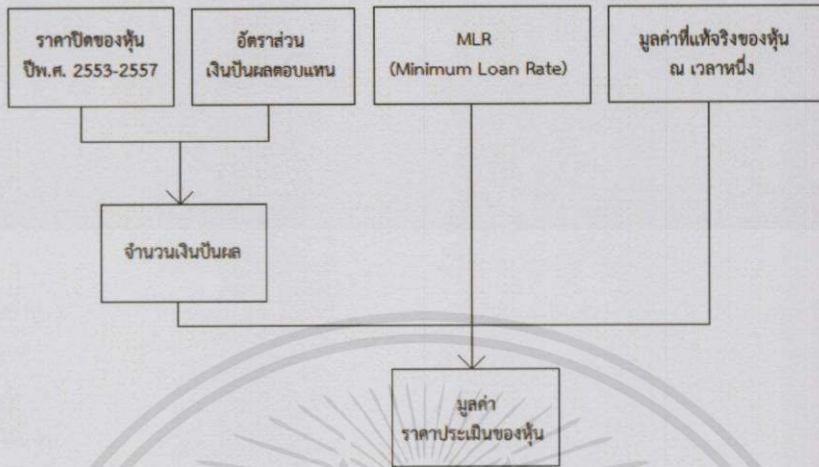 ราคาปิดของหุ้น
ปีพ.ศ. 2553-2557
อัตราส่วน
เงินปันผลตอบแทน
MLR
(Minimum Loan Rate)
มูลค่าที่แท้จริงของหุ้น
ณ เวลาหนึ่ง
จำนวนเงินปันผล
มูลค่า
ราคาประเมินของหุ้น